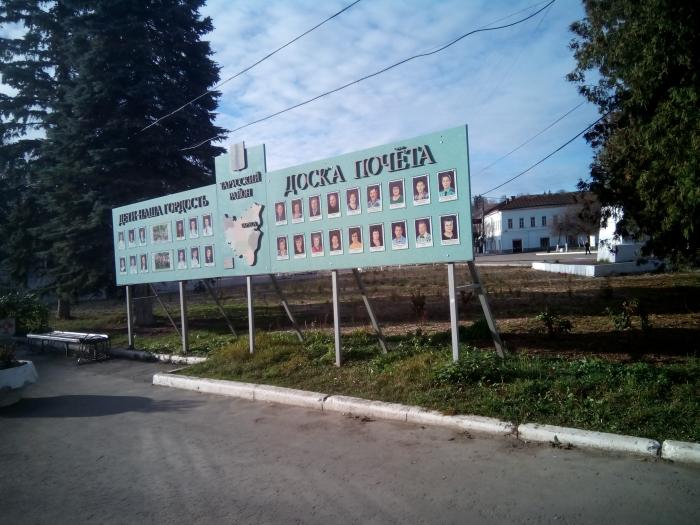 ДЕТИ-НАША ГОРДОСТЬ
ТАРУССКИЙ
РАЙОН
ДОСКА ПОЧЁТА